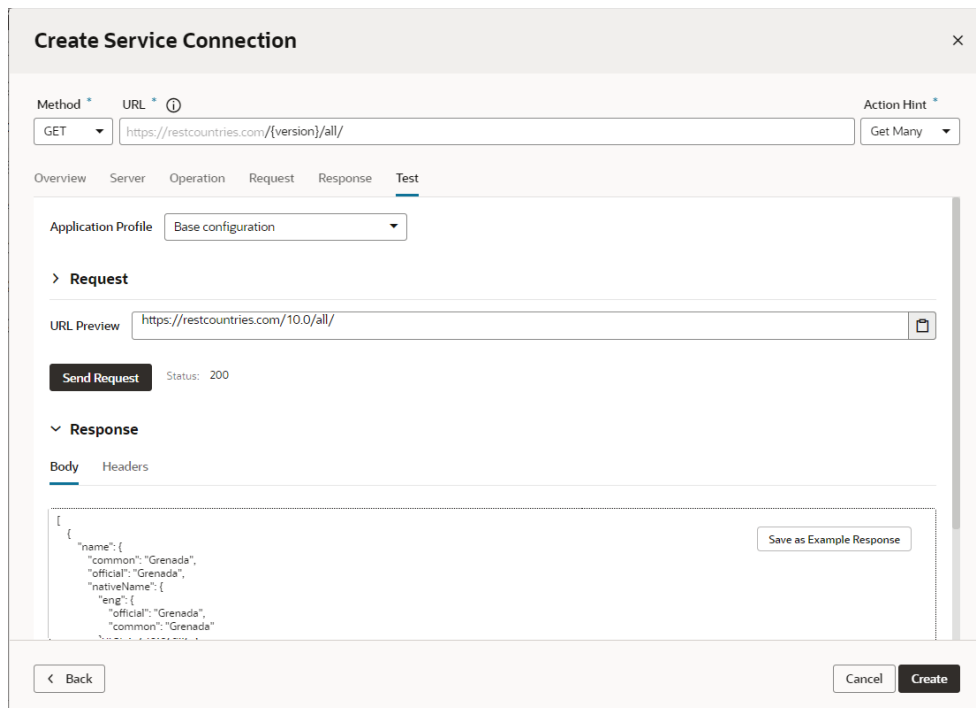 Create Service Connection
Method * URL * Action Hint *
GET https://restcountries.com/{version}/all/ Get Many
Overview Server Operation Request Response Test
Application Profile Base configuration
Request
URL Preview https://restcountries.com/10.0/all/
Send Request Status: 200
Response
Body Headers
[
{
"name": {
"common": "Grenada",
"official": "Grenada",
"nativeName": {
"eng": {
"official": "Grenada",
"common": "Grenada"
Save as Example Response
Back Cancel Create